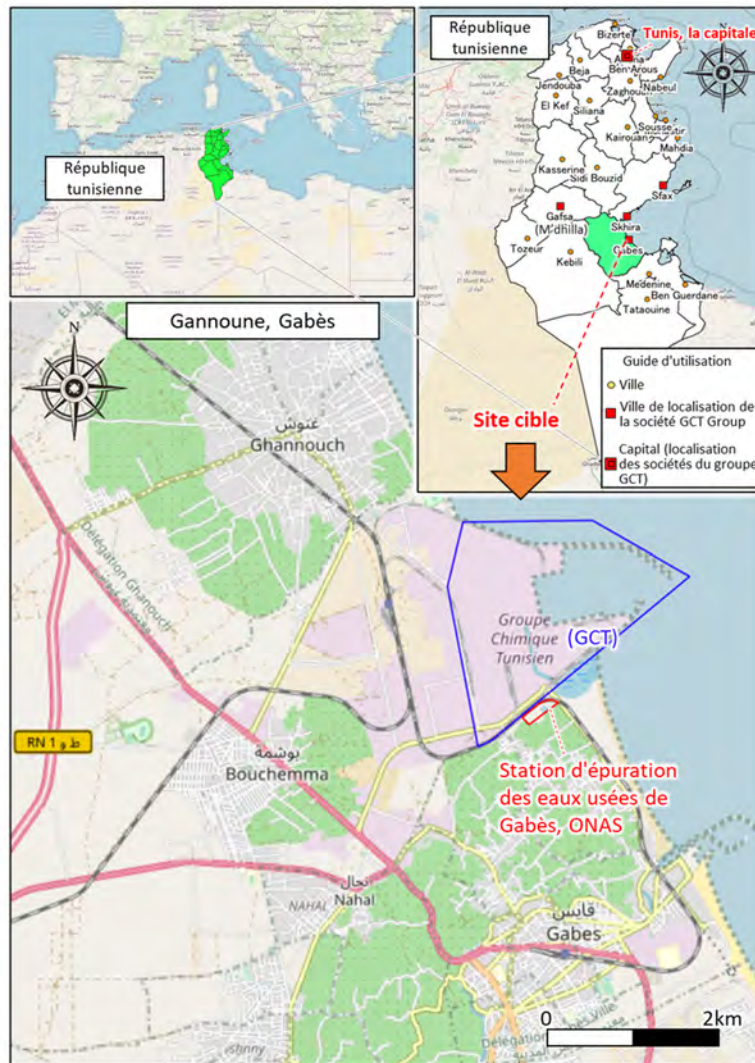 République
tunisienne
République
tunisienne
N
Tunis, la capitale
Bizerte
Ben Arous
Beja
Jendouba
Zaghouan
Nabeul
El Kef
Siliana
Sousse
Kairouan
Mahdia
Kasserine
Sidi Bouzid
Sfax
Gafsa
(M'dhilla)
Skhira
Gabes
Tozeur
Kebili
Medenine
Ben Guerdane
Tataouine
Guide d'utilisation
Ville
Ville de localisation de
la société GCT Group
Capital (localisation
des sociétés du groupe
GCT)
Site cible
Gannoune, Gabès
N
غنوش
Ghannouch
Délégation Ghannouch
Groupe
Chimique
Tunisien
(GCT)
RN 1 ط و
بوشمة
Bouchemma
Station d'épuration
des eaux usées de
Gabès, ONAS
نحال
Nahal
NAHAL
قابس
Gabes
0 2km